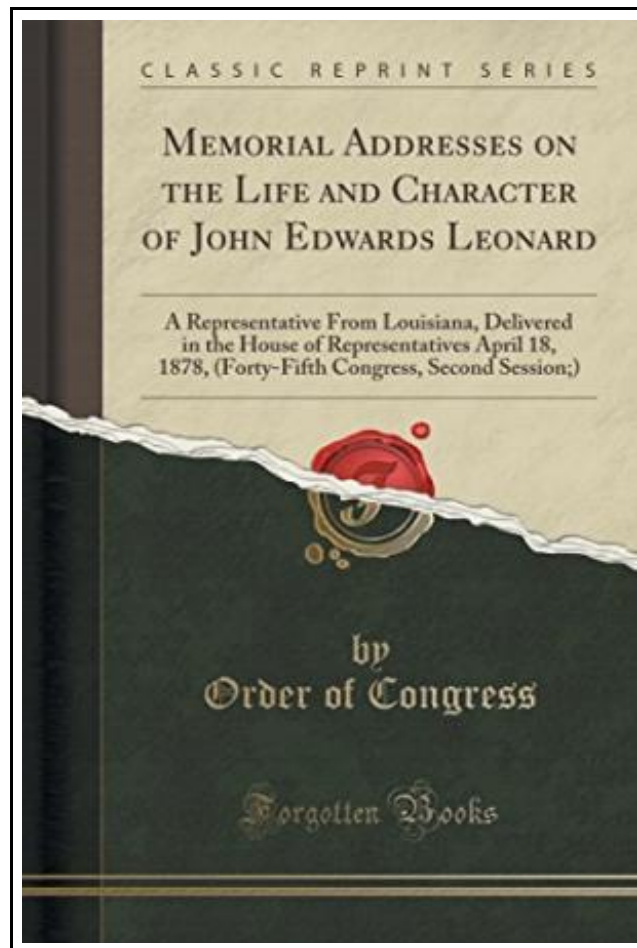 CLASSIC REPRINT SERIES
MEMORIAL ADDRESSES ON
THE LIFE AND CHARACTER
OF JOHN EDWARDS LEONARD
A Representative From Louisiana, Delivered
in the House of Representatives April 18,
1878, (Forty-Fifth Congress, Second Session;)
by
Order of Congress
Forgotten Books